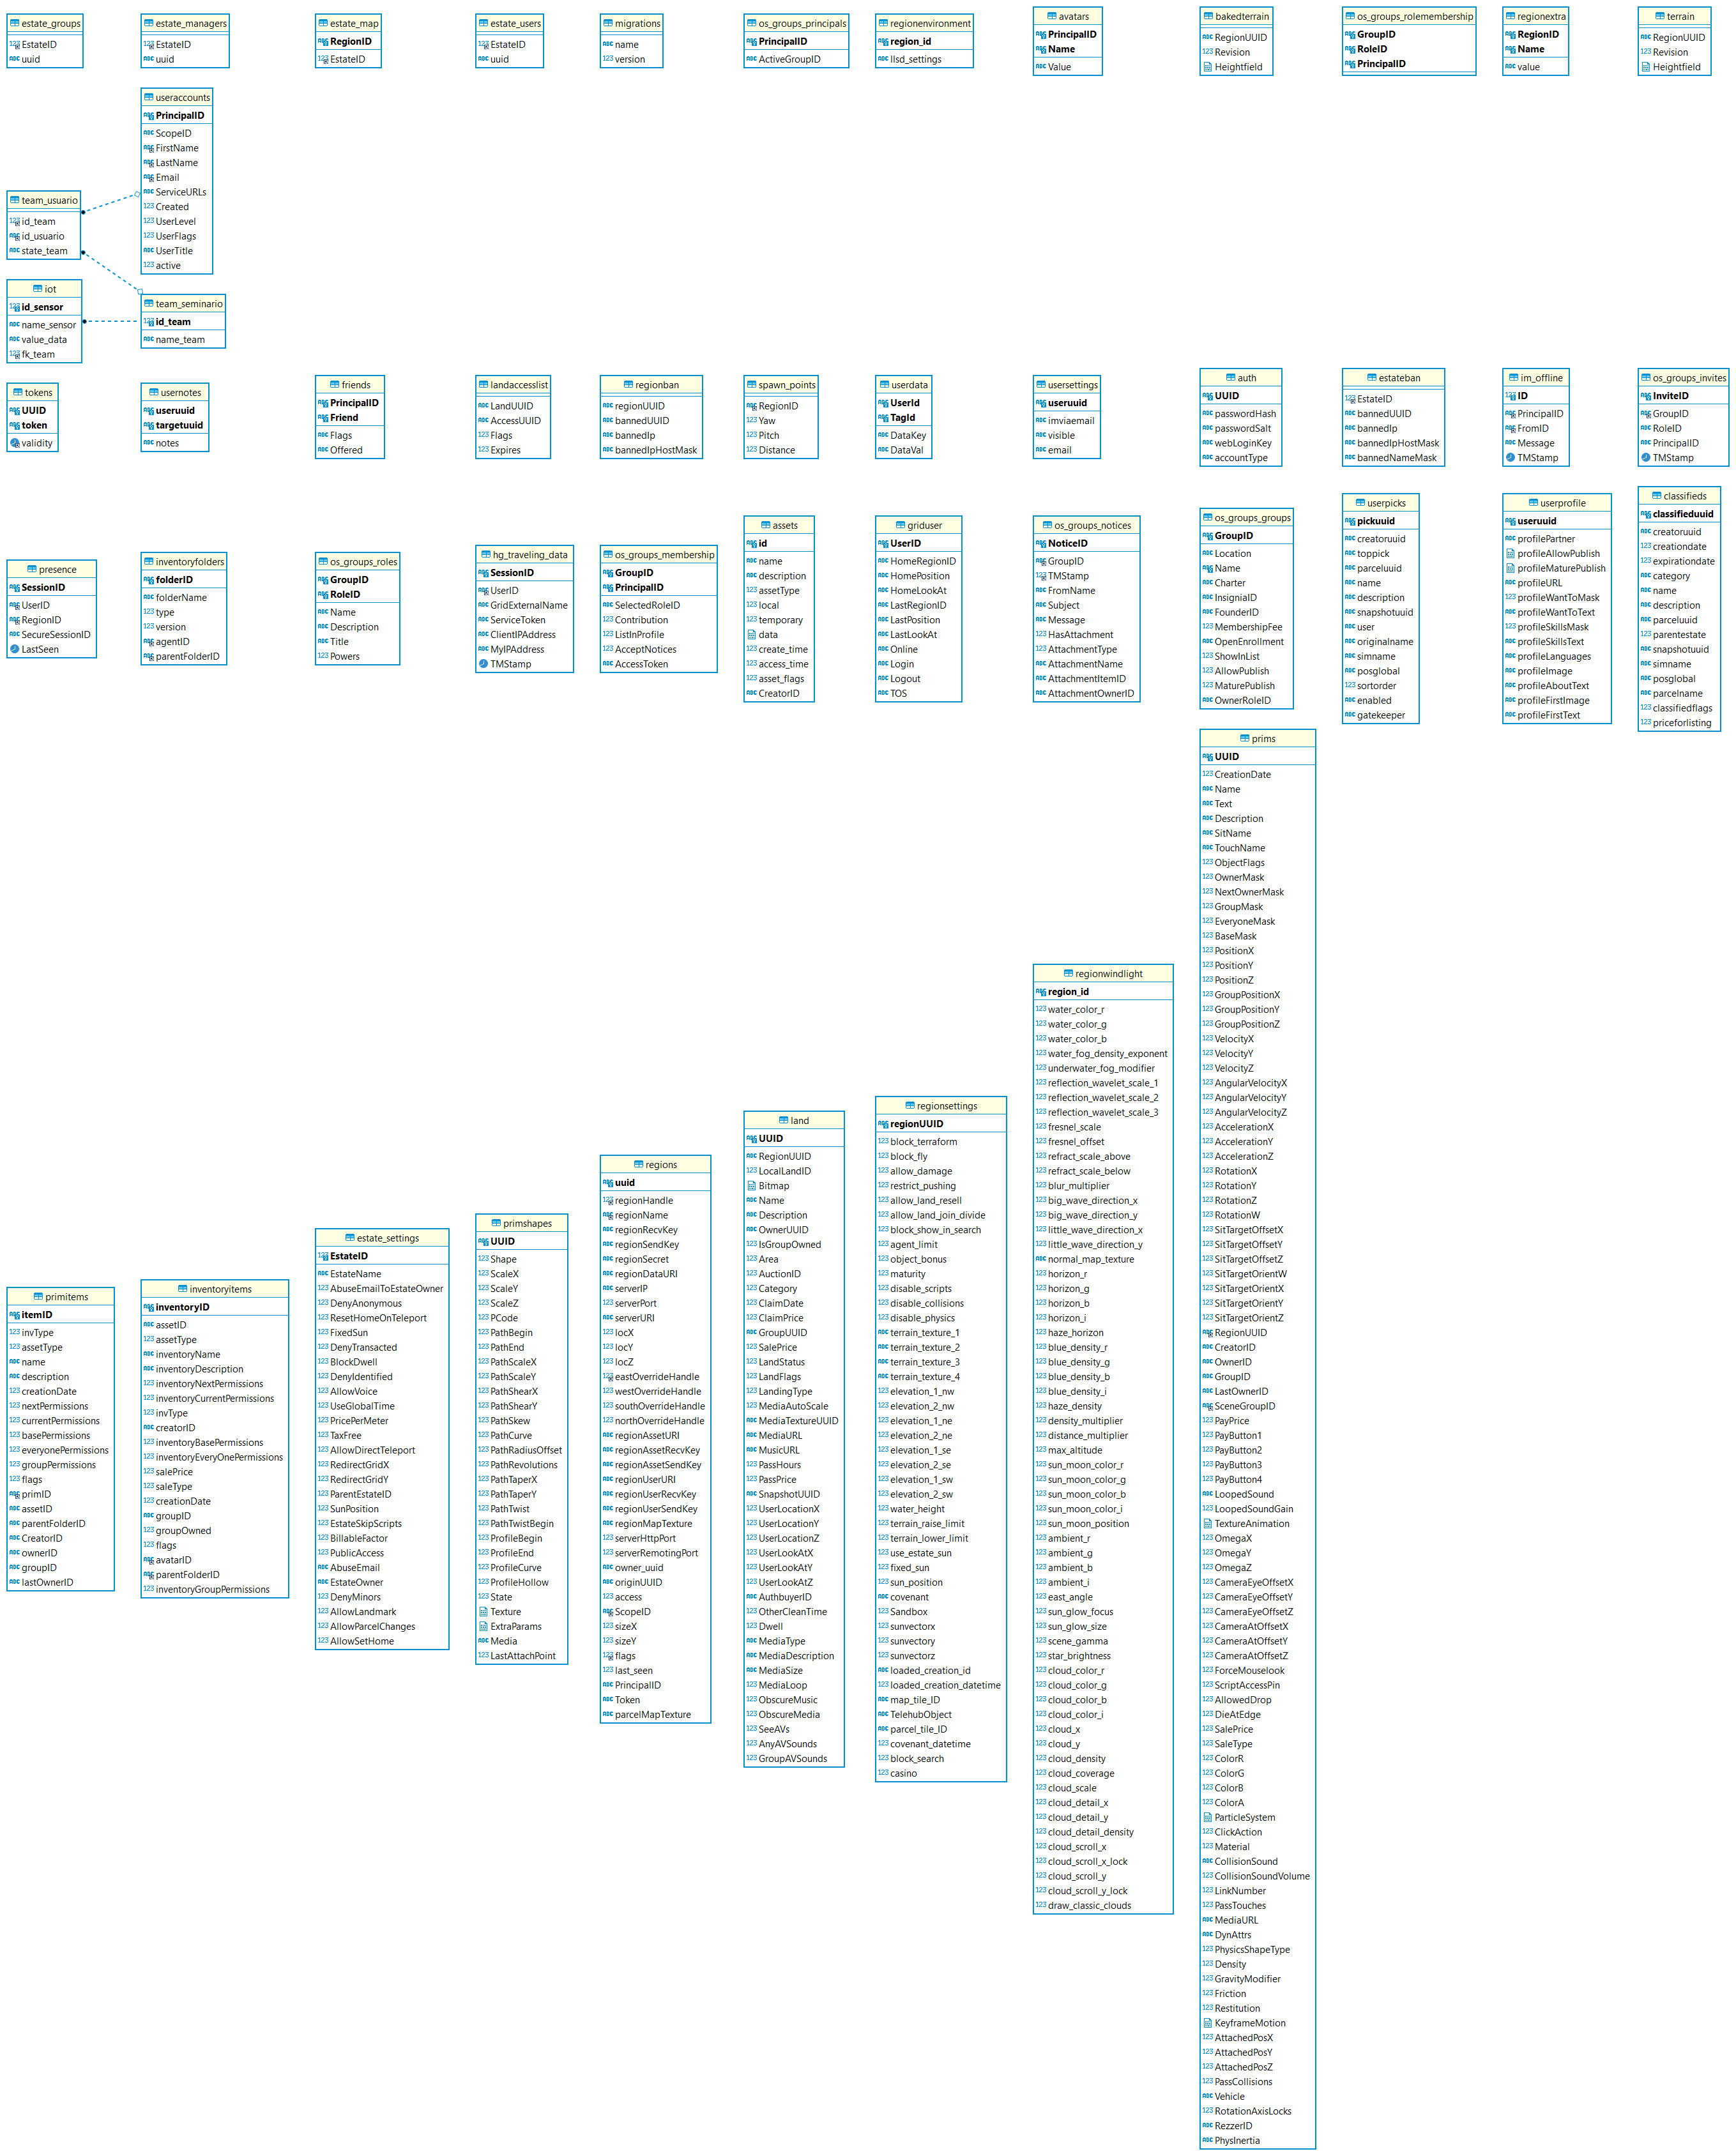 estate_groups
EstateID
uuid
estate_managers
EstateID
uuid
estate_map
RegionID
EstateID
estate_users
EstateID
uuid
migrations
name
version
os_groups_principals
PrincipalID
ActiveGroupID
regionenvironment
region_id
llsd_settings
avatars
PrincipalID
Name
Value
bakedterrain
RegionUUID
Revision
Heightfield
os_groups_rolemembership
GroupID
RoleID
PrincipalID
regionextra
RegionID
Name
value
terrain
RegionUUID
Revision
Heightfield
useraccounts
PrincipalID
ScopeID
FirstName
LastName
Email
ServiceURLs
Created
UserLevel
UserFlags
UserTitle
active
team_usuario
id_team
id_usuario
state_team
iot
id_sensor
name_sensor
value_data
fk_team
team_seminario
id_team
name_team
tokens
UUID
token
validity
usernotes
useruuid
targetuuid
notes
friends
PrincipalID
Friend
Flags
Offered
landaccesslist
LandUUID
AccessUUID
Flags
Expires
regionban
regionUUID
bannedUUID
bannedIp
bannedIpHostMask
spawn_points
RegionID
Yaw
Pitch
Distance
userdata
UserId
TagId
DataKey
DataVal
usersettings
useruuid
imviaemail
visible
email
auth
UUID
passwordHash
passwordSalt
webLoginKey
accountType
estateban
EstateID
bannedUUID
bannedIp
bannedIpHostMask
bannedNameMask
im_offline
ID
PrincipalID
FromID
Message
TMStamp
os_groups_invites
InviteID
GroupID
RoleID
PrincipalID
TMStamp
presence
SessionID
UserID
RegionID
SecureSessionID
LastSeen
inventoryfolders
folderID
folderName
type
version
agentID
parentFolderID
os_groups_roles
GroupID
RoleID
Name
Description
Title
Powers
hg_traveling_data
SessionID
UserID
GridExternalName
ServiceToken
ClientIPAddress
MyIPAddress
TMStamp
os_groups_membership
GroupID
PrincipalID
SelectedRoleID
Contribution
ListInProfile
AcceptNotices
AccessToken
assets
id
name
description
assetType
local
temporary
data
create_time
access_time
asset_flags
CreatorID
griduser
UserID
HomeRegionID
HomePosition
HomeLookAt
LastRegionID
LastPosition
LastLookAt
Online
Login
Logout
TOS
os_groups_notices
NoticeID
GroupID
TMStamp
FromName
Subject
Message
HasAttachment
AttachmentType
AttachmentName
AttachmentItemID
AttachmentOwnerID
os_groups_groups
GroupID
Location
Name
Charter
InsigniaID
FounderID
MembershipFee
OpenEnrollment
ShowInList
AllowPublish
MaturePublish
OwnerRoleID
userpicks
pickuuid
creatoruuid
toppick
parceluuid
name
description
snapshotuuid
user
originalname
simname
posglobal
sortorder
enabled
gatekeeper
userprofile
useruuid
profilePartner
profileAllowPublish
profileMaturePublish
profileURL
profileWantToMask
profileWantToText
profileSkillsMask
profileSkillsText
profileLanguages
profileImage
profileAboutText
profileFirstImage
profileFirstText
classifieds
classifieduuid
creatoruuid
creationdate
expirationdate
category
name
description
parceluuid
parentestate
snapshotuuid
simname
posglobal
parcelname
classifiedflags
priceforlisting
primitems
itemID
invType
assetType
name
description
creationDate
nextPermissions
currentPermissions
basePermissions
everyonePermissions
groupPermissions
flags
primID
assetID
parentFolderID
CreatorID
ownerID
groupID
lastOwnerID
inventoryitems
inventoryID
assetID
assetType
inventoryName
inventoryDescription
inventoryNextPermissions
inventoryCurrentPermissions
invType
creatorID
inventoryBasePermissions
inventoryEveryOnePermissions
salePrice
saleType
creationDate
groupID
groupOwned
flags
avatarID
parentFolderID
inventoryGroupPermissions
estate_settings
EstateID
EstateName
AbuseEmailToEstateOwner
DenyAnonymous
ResetHomeOnTeleport
FixedSun
DenyTransacted
BlockDwell
DenyIdentified
AllowVoice
UseGlobalTime
PricePerMeter
TaxFree
AllowDirectTeleport
RedirectGridX
RedirectGridY
ParentEstateID
SunPosition
EstateSkipScripts
BillableFactor
PublicAccess
AbuseEmail
EstateOwner
DenyMinors
AllowLandmark
AllowParcelChanges
AllowSetHome
primshapes
UUID
Shape
ScaleX
ScaleY
ScaleZ
PCode
PathBegin
PathEnd
PathScaleX
PathScaleY
PathShearX
PathShearY
PathSkew
PathCurve
PathRadiusOffset
PathRevolutions
PathTaperX
PathTaperY
PathTwist
PathTwistBegin
ProfileBegin
ProfileEnd
ProfileCurve
ProfileHollow
State
Texture
ExtraParams
Media
LastAttachPoint
regions
uuid
regionHandle
regionName
regionRecvKey
regionSendKey
regionSecret
regionDataURI
serverIP
serverPort
serverURI
locX
locY
locZ
eastOverrideHandle
westOverrideHandle
southOverrideHandle
northOverrideHandle
regionAssetURI
regionAssetRecvKey
regionAssetSendKey
regionUserURI
regionUserRecvKey
regionUserSendKey
regionMapTexture
serverHttpPort
serverRemotingPort
owner_uuid
originUUID
access
ScopeID
sizeX
sizeY
flags
last_seen
PrincipalID
Token
parcelMapTexture
land
UUID
RegionUUID
LocalLandID
Bitmap
Name
Description
OwnerUUID
IsGroupOwned
Area
AuctionID
Category
ClaimDate
ClaimPrice
GroupUUID
SalePrice
LandStatus
LandFlags
LandingType
MediaAutoScale
MediaTextureUUID
MediaURL
MusicURL
PassHours
PassPrice
SnapshotUUID
UserLocationX
UserLocationY
UserLocationZ
UserLookAtX
UserLookAtY
UserLookAtZ
AuthbuyerID
OtherCleanTime
Dwell
MediaType
MediaDescription
MediaSize
MediaLoop
ObscureMusic
ObscureMedia
SeeAVs
AnyAVSounds
GroupAVSounds
regionsettings
regionUUID
block_terraform
block_fly
allow_damage
restrict_pushing
allow_land_resell
allow_land_join_divide
block_show_in_search
agent_limit
object_bonus
maturity
disable_scripts
disable_collisions
disable_physics
terrain_texture_1
terrain_texture_2
terrain_texture_3
terrain_texture_4
elevation_1_nw
elevation_2_nw
elevation_1_ne
elevation_2_ne
elevation_1_se
elevation_2_se
elevation_1_sw
elevation_2_sw
water_height
terrain_raise_limit
terrain_lower_limit
use_estate_sun
fixed_sun
sun_position
covenant
Sandbox
sunvectorx
sunvectory
sunvectorz
loaded_creation_id
loaded_creation_datetime
map_tile_ID
TelehubObject
parcel_tile_ID
covenant_datetime
block_search
casino
regionwindlight
region_id
water_color_r
water_color_g
water_color_b
water_fog_density_exponent
underwater_fog_modifier
reflection_wavelet_scale_1
reflection_wavelet_scale_2
reflection_wavelet_scale_3
fresnel_scale
fresnel_offset
refract_scale_above
refract_scale_below
blur_multiplier
big_wave_direction_x
big_wave_direction_y
little_wave_direction_x
little_wave_direction_y
normal_map_texture
horizon_r
horizon_g
horizon_b
horizon_i
haze_horizon
blue_density_r
blue_density_g
blue_density_b
blue_density_i
haze_density
density_multiplier
distance_multiplier
max_altitude
sun_moon_color_r
sun_moon_color_g
sun_moon_color_b
sun_moon_color_i
sun_moon_position
ambient_r
ambient_g
ambient_b
ambient_i
east_angle
sun_glow_focus
sun_glow_size
scene_gamma
star_brightness
cloud_color_r
cloud_color_g
cloud_color_b
cloud_color_i
cloud_x
cloud_y
cloud_density
cloud_coverage
cloud_scale
cloud_detail_x
cloud_detail_y
cloud_detail_density
cloud_scroll_x
cloud_scroll_x_lock
cloud_scroll_y
cloud_scroll_y_lock
draw_classic_clouds
prims
UUID
CreationDate
Name
Text
Description
SitName
TouchName
ObjectFlags
OwnerMask
NextOwnerMask
GroupMask
EveryoneMask
BaseMask
PositionX
PositionY
PositionZ
GroupPositionX
GroupPositionY
GroupPositionZ
VelocityX
VelocityY
VelocityZ
AngularVelocityX
AngularVelocityY
AngularVelocityZ
AccelerationX
AccelerationY
AccelerationZ
RotationX
RotationY
RotationZ
RotationW
SitTargetOffsetX
SitTargetOffsetY
SitTargetOffsetZ
SitTargetOrientW
SitTargetOrientX
SitTargetOrientY
SitTargetOrientZ
RegionUUID
CreatorID
OwnerID
GroupID
LastOwnerID
SceneGroupID
PayPrice
PayButton1
PayButton2
PayButton3
PayButton4
LoopedSound
LoopedSoundGain
TextureAnimation
OmegaX
OmegaY
OmegaZ
CameraEyeOffsetX
CameraEyeOffsetY
CameraEyeOffsetZ
CameraAtOffsetX
CameraAtOffsetY
CameraAtOffsetZ
ForceMouselook
ScriptAccessPin
AllowedDrop
DieAtEdge
SalePrice
SaleType
ColorR
ColorG
ColorB
ColorA
ParticleSystem
ClickAction
Material
CollisionSound
CollisionSoundVolume
LinkNumber
PassTouches
MediaURL
DynAttrs
PhysicsShapeType
Density
GravityModifier
Friction
Restitution
KeyframeMotion
AttachedPosX
AttachedPosY
AttachedPosZ
PassCollisions
Vehicle
RotationAxisLocks
RezzerID
PhysInertia